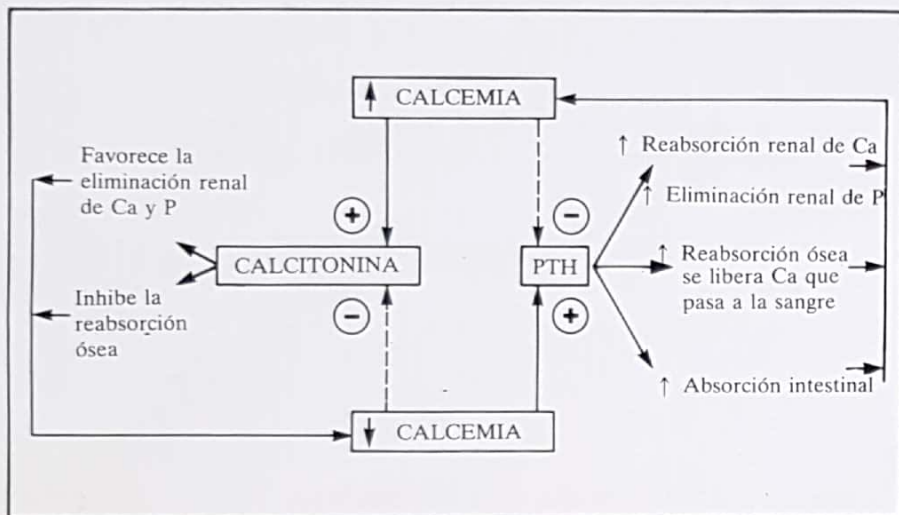 ↑ CALCEMIA
Favorece la
eliminación renal
de Ca y P
↑ Reabsorción renal de Ca
↑ Eliminación renal de P
+
−
CALCITONINA
PTH
↑ Reabsorción ósea
se libera Ca que
pasa a la sangre
Inhibe la
reabsorción
ósea
−
+
↑ Absorción intestinal
↓ CALCEMIA